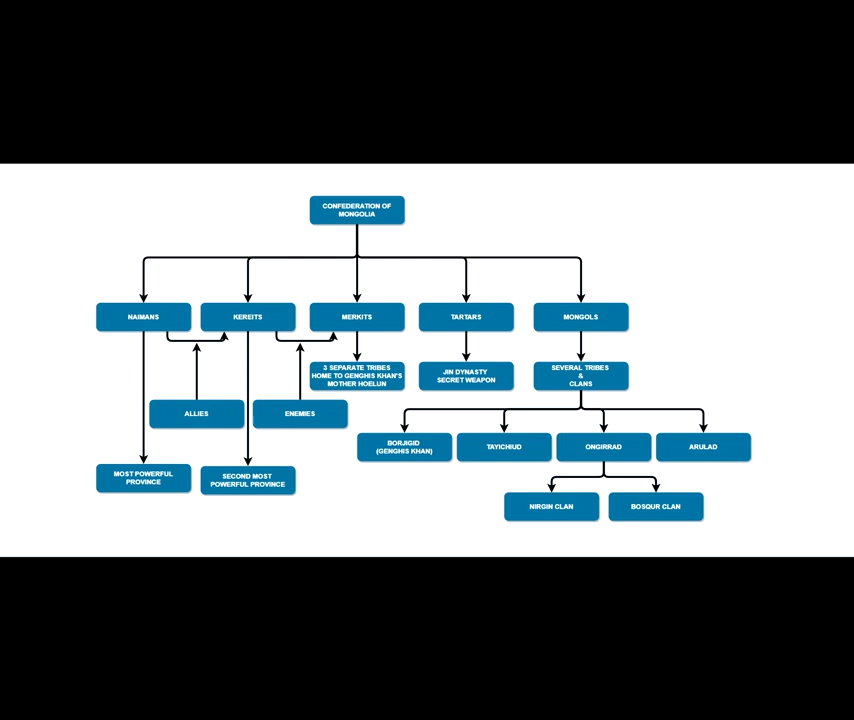 CONFEDERATION OF
MONGOLIA
NAIMANS
KEREITS
MERKITS
TARTARS
MONGOLS
3 SEPARATE TRIBES
HOME TO GENGHIS KHAN'S
MOTHER HOELUN
JIN DYNASTY
SECRET WEAPON
SEVERAL TRIBES
&
CLANS
ALLIES
ENEMIES
BORJIGID
(GENGHIS KHAN)
TAYICHIUD
ONGIRRAD
ARULAD
MOST POWERFUL
PROVINCE
SECOND MOST
POWERFUL PROVINCE
NIRGIN CLAN
BOSQUR CLAN